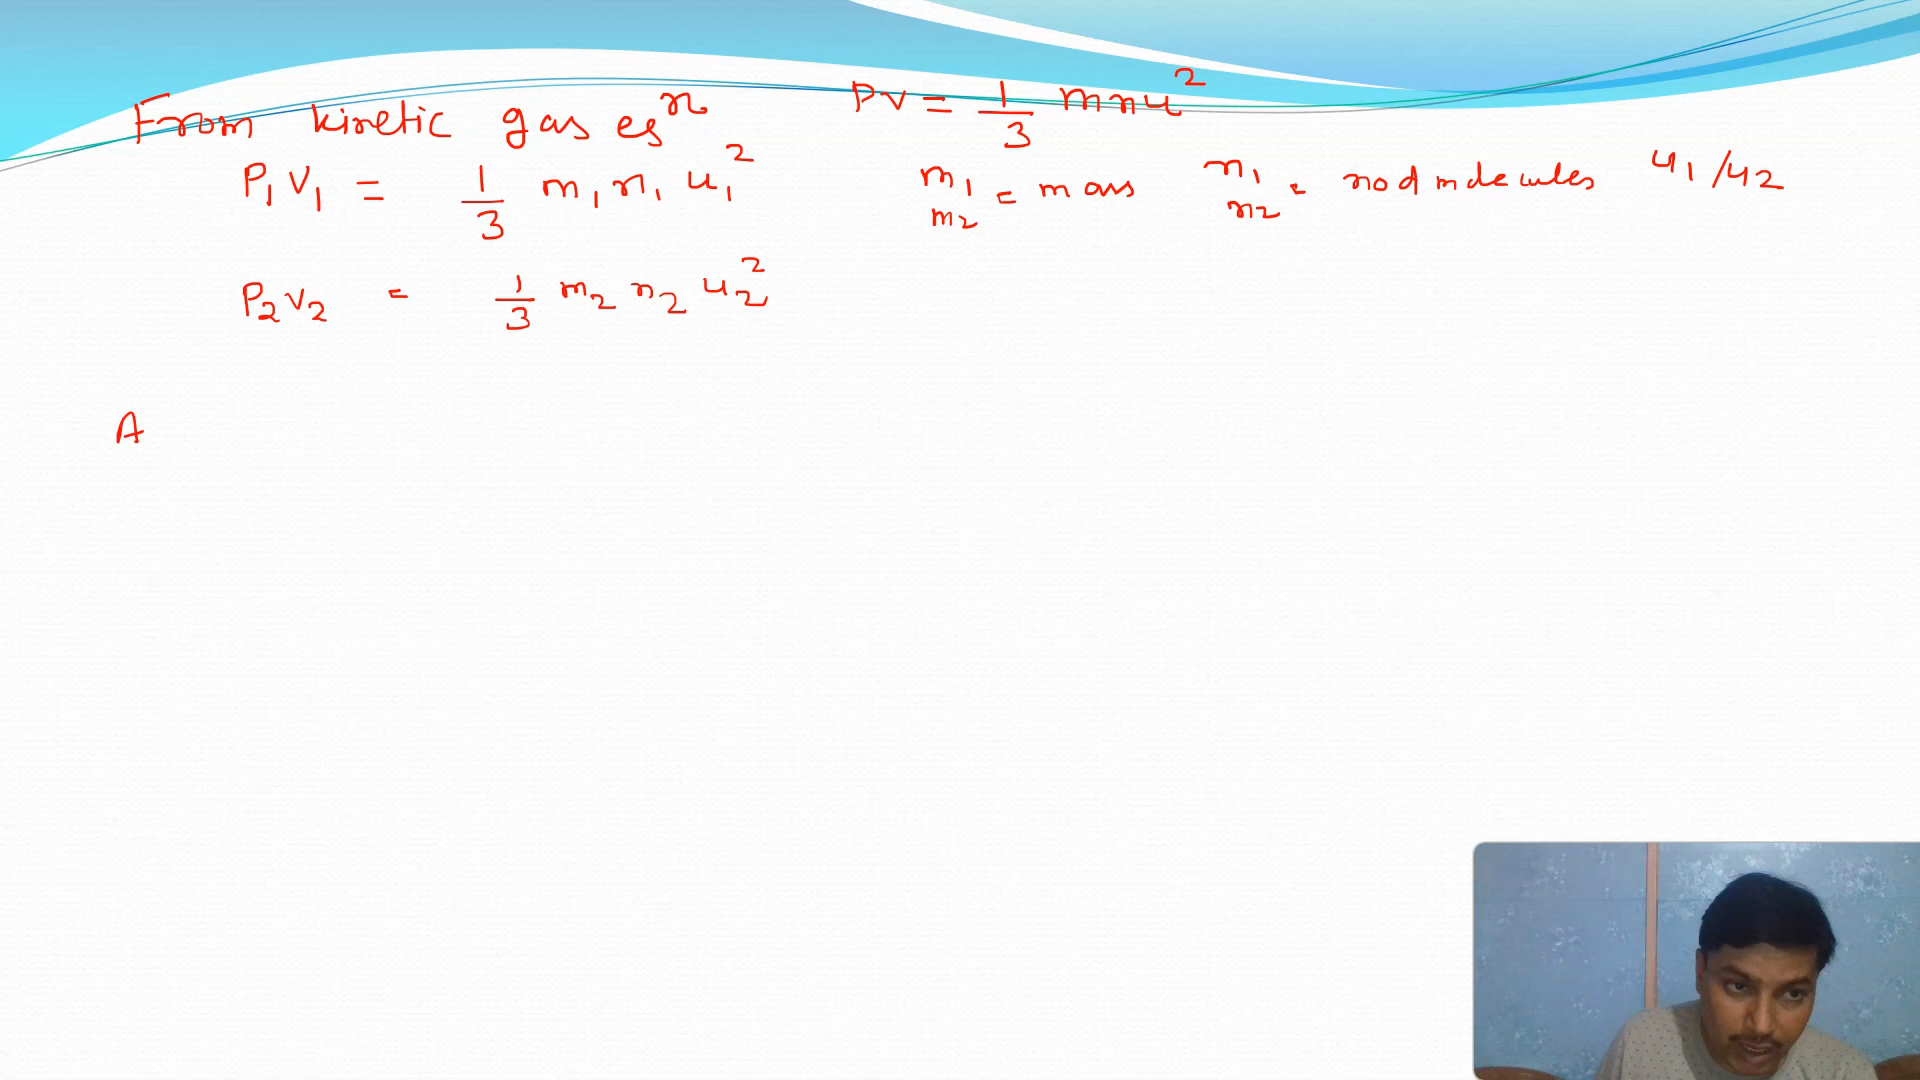 From kinetic gas esⁿ PV = 1/3 mnu²
P₁V₁ = 1/3 m₁n₁u₁² m₁ m₂ = mass n₁ n₂ = no of molecules u₁/u₂
P₂V₂ = 1/3 m₂n₂u₂²
A